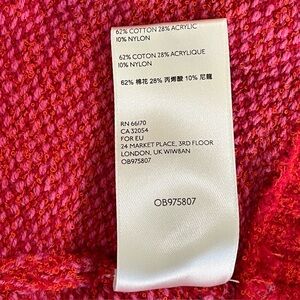 62% COTTON 28% ACRYLIC
10% NYLON
62% COTTON 28% ACRYLIQUE
10% NYLON
62% 棉花 28% 丙烯酸 10% 尼龍
RN 66170
CA 32054
FOR EU
24 MARKET PLACE, 3RD FLOOR
LONDON, UK W1W8AN
OB975807
OB975807